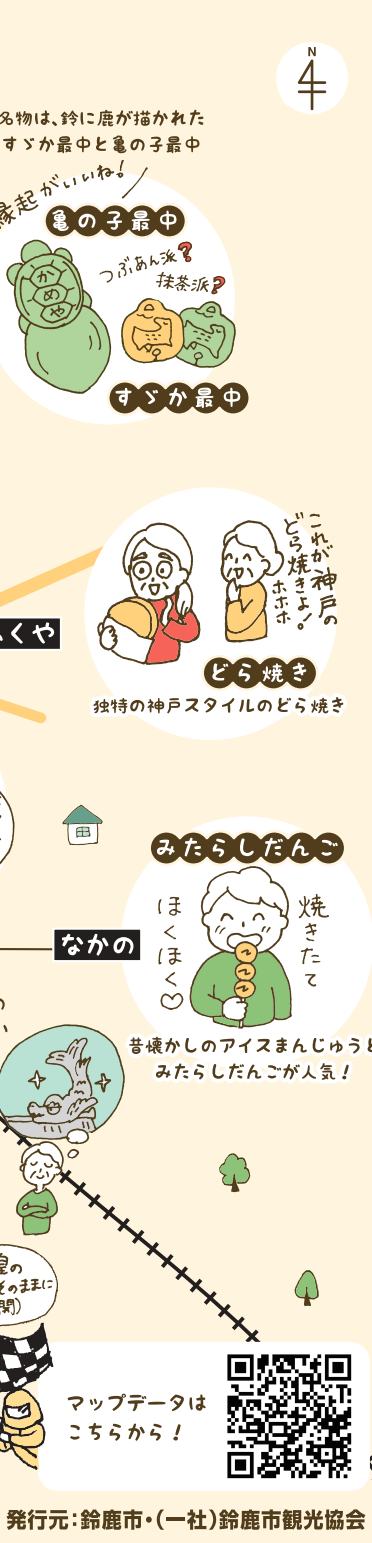 N
名物は、鈴に鹿が描かれた
すゞか最中と亀の子最中
縁起がいいね!
亀の子最中
かめや
つぶあん派?
抹茶派?
すゞか最中
これが神戸の
どら焼きよ!。
ホホホ
くや
どら焼き
独特の神戸スタイルのどら焼き
みたらしだんご
焼きたて
ほくほく♡
なかの
昔懐かしのアイスまんじゅうと
みたらしだんごが人気!
そのままに
マップデータは
こちらから!
発行元:鈴鹿市・(一社)鈴鹿市観光協会